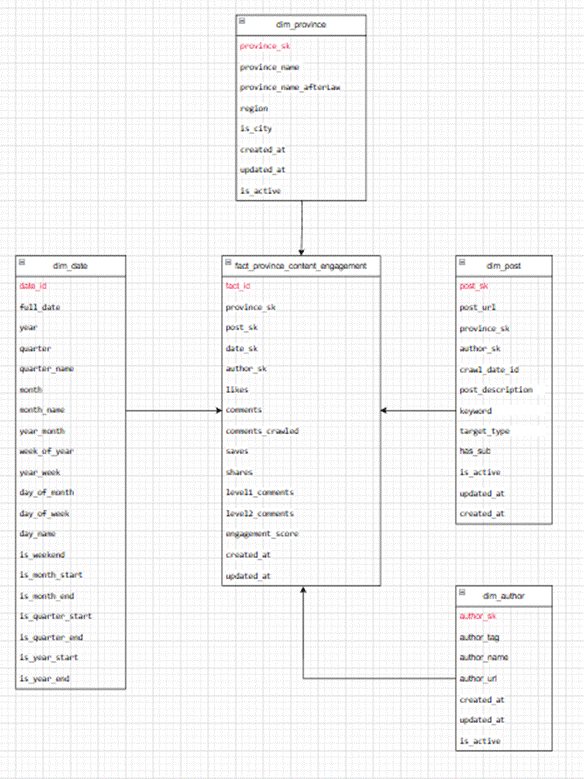 dim_province
province_sk
province_name
province_name_afterLaw
region
is_city
created_at
updated_at
is_active
dim_date
date_id
full_date
year
quarter
quarter_name
month
month_name
year_month
week_of_year
year_week
day_of_month
day_of_week
day_name
is_weekend
is_month_start
is_month_end
is_quarter_start
is_quarter_end
is_year_start
is_year_end
fact_province_content_engagement
fact_id
province_sk
post_sk
date_sk
author_sk
likes
comments
comments_crawled
saves
shares
level1_comments
level2_comments
engagement_score
created_at
updated_at
dim_post
post_sk
post_url
province_sk
author_sk
crawl_date_id
post_description
keyword
target_type
has_sub
is_active
updated_at
created_at
dim_author
author_sk
author_tag
author_name
author_url
created_at
updated_at
is_active